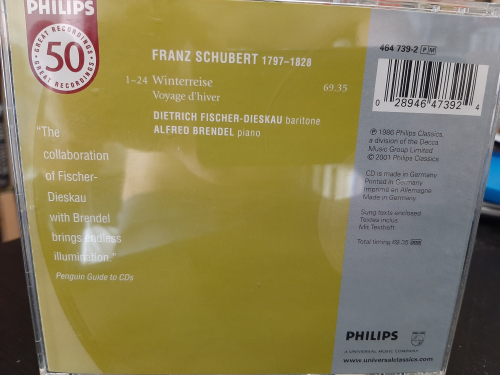 PHILIPS
GREAT RECORDINGS
50
GREAT RECORDINGS
FRANZ SCHUBERT 1797–1828
1–24 Winterreise 69.35
Voyage d'hiver
DIETRICH FISCHER-DIESKAU baritone
ALFRED BRENDEL piano
"The
collaboration
of Fischer-
Dieskau
with Brendel
brings endless
illumination."
Penguin Guide to CDs
464 739-2 PM
0 28946 47392 4
℗ 1986 Philips Classics,
a division of the Decca
Music Group Limited
© 2001 Philips Classics
CD is made in Germany
Printed in Germany
Imprimé en Allemagne
Made in Germany
Sung texts enclosed
Textes inclus
Mit Textheft
Total timing 69.35
PHILIPS
A UNIVERSAL MUSIC COMPANY
www.universalclassics.com